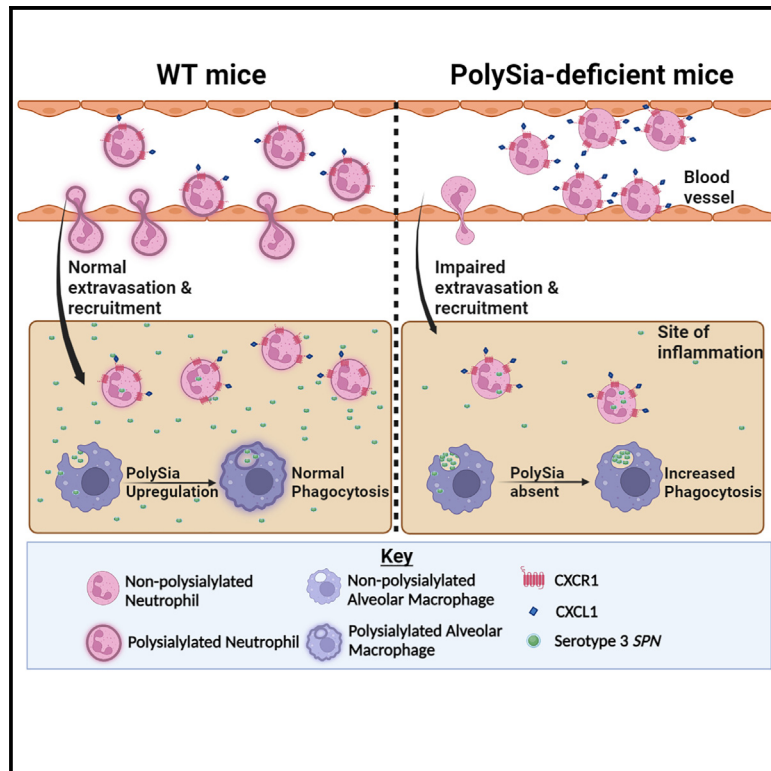 WT mice
PolySia-deficient mice
Blood
vessel
Normal
extravasation &
recruitment
Impaired
extravasation &
recruitment
Site of
inflammation
PolySia
Upregulation
Normal
Phagocytosis
PolySia
absent
Increased
Phagocytosis
Key
Non-polysialylated
Neutrophil
Polysialylated Neutrophil
Non-polysialylated
Alveolar Macrophage
Polysialylated Alveolar
Macrophage
CXCR1
CXCL1
Serotype 3 SPN